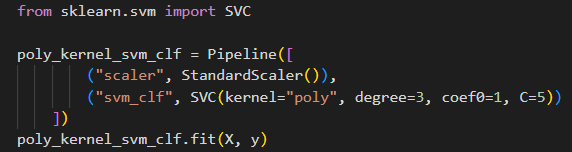 from sklearn.svm import SVC

poly_kernel_svm_clf = Pipeline([
        ("scaler", StandardScaler()),
        ("svm_clf", SVC(kernel="poly", degree=3, coef0=1, C=5))
    ])
poly_kernel_svm_clf.fit(X, y)